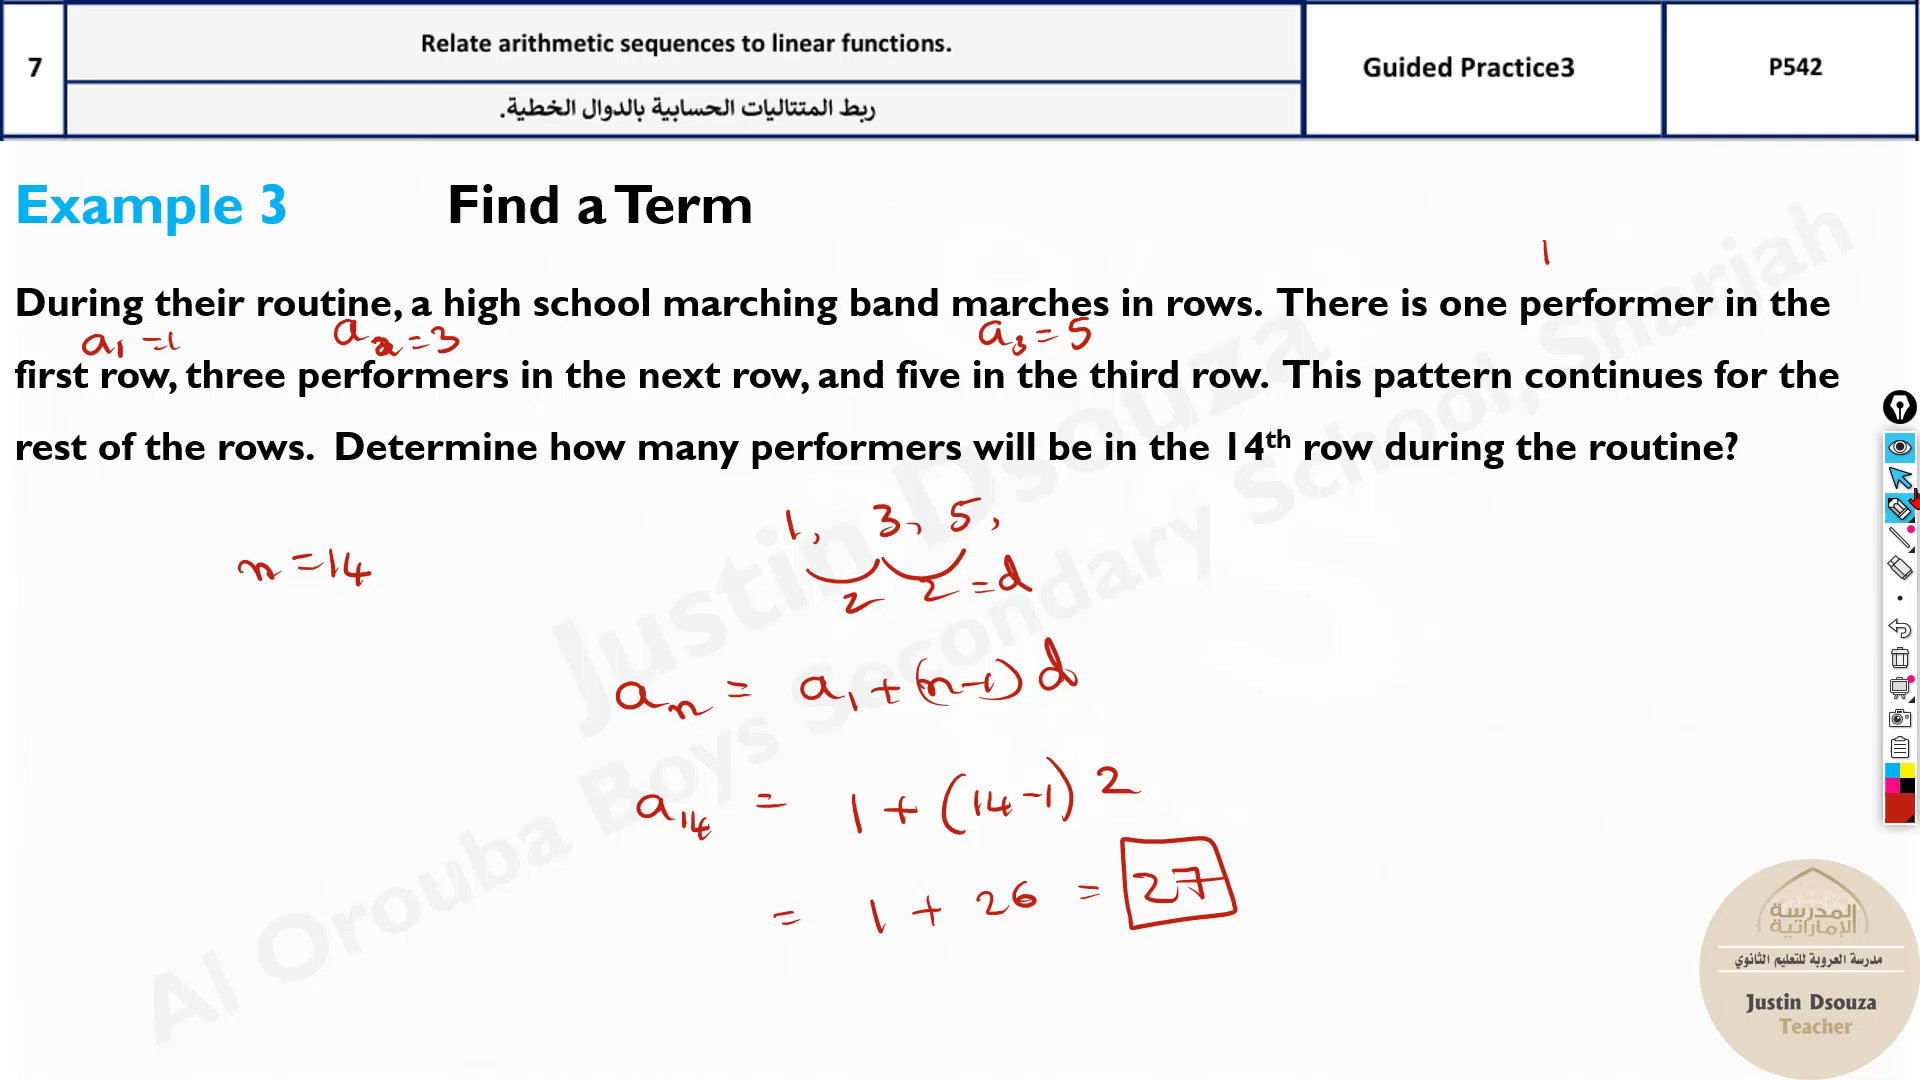 7
Relate arithmetic sequences to linear functions.
ربط المتتاليات الحسابية بالدوال الخطية.
Guided Practice3
P542
Example 3 Find a Term
1
During their routine, a high school marching band marches in rows. There is one performer in the
a₁ = 1 a₂ = 3 a₃ = 5
first row, three performers in the next row, and five in the third row. This pattern continues for the
rest of the rows. Determine how many performers will be in the 14th row during the routine?
1, 3, 5,
n = 14
2 2 = d
aₙ = a₁ + (n-1) d
a₁₄ = 1 + (14-1) 2
= 1 + 26 = 27
Justin Dsouza
Al Orouba Boys Secondary School, Sharjah
المدرسة
الإماراتية
مدرسة العروبة للتعليم الثانوي
Justin Dsouza
Teacher